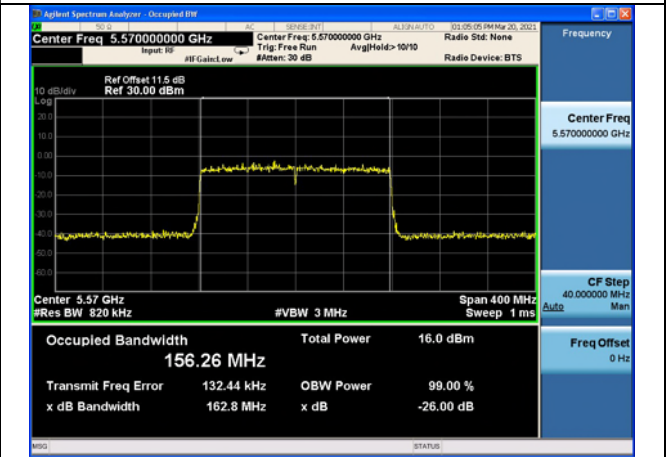 Agilent Spectrum Analyzer - Occupied BW
50 Ω AC SENSE:INT ALIGNAUTO 01:05:05 PM Mar 20, 2021
Center Freq 5.570000000 GHz Center Freq: 5.570000000 GHz Radio Std: None
Input: RF Trig: Free Run Avg|Hold:> 10/10
#IFGain:Low #Atten: 30 dB Radio Device: BTS
Frequency
Ref Offset 11.5 dB
10 dB/div Ref 30.00 dBm
Log
20.0
10.0
0.00
-10.0
-20.0
-30.0
-40.0
-50.0
-60.0
Center Freq
5.570000000 GHz
Center 5.57 GHz Span 400 MHz
#Res BW 820 kHz #VBW 3 MHz Sweep 1 ms
CF Step
40.000000 MHz
Auto Man
Occupied Bandwidth Total Power 16.0 dBm
156.26 MHz
Transmit Freq Error 132.44 kHz OBW Power 99.00 %
x dB Bandwidth 162.8 MHz x dB -26.00 dB
Freq Offset
0 Hz
MSG STATUS